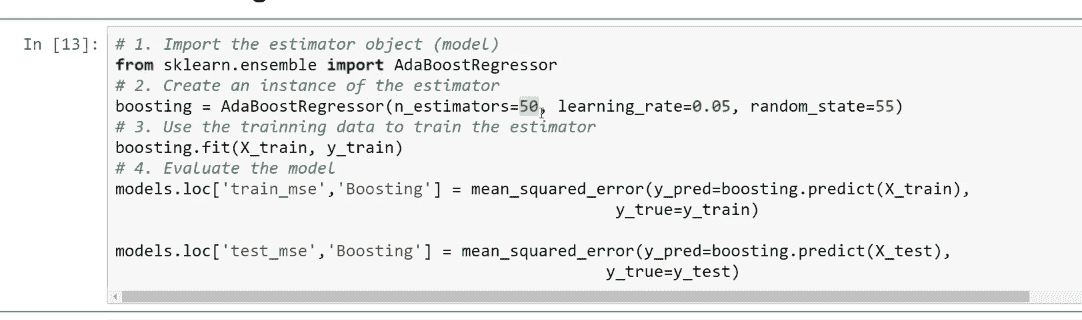 In [13]: # 1. Import the estimator object (model)
from sklearn.ensemble import AdaBoostRegressor
# 2. Create an instance of the estimator
boosting = AdaBoostRegressor(n_estimators=50, learning_rate=0.05, random_state=55)
# 3. Use the trainning data to train the estimator
boosting.fit(X_train, y_train)
# 4. Evaluate the model
models.loc['train_mse','Boosting'] = mean_squared_error(y_pred=boosting.predict(X_train),
y_true=y_train)
models.loc['test_mse','Boosting'] = mean_squared_error(y_pred=boosting.predict(X_test),
y_true=y_test)